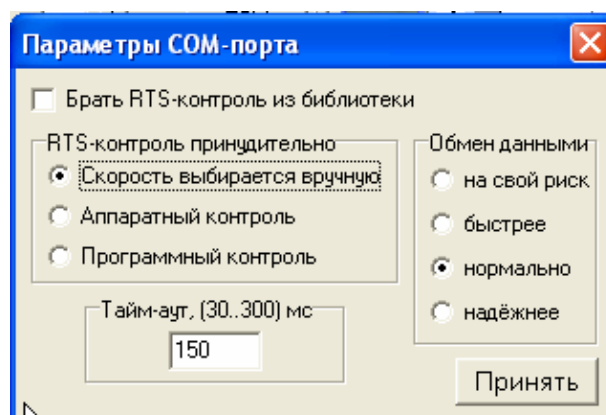 Параметры COM-порта
Брать RTS-контроль из библиотеки
RTS-контроль принудительно
Скорость выбирается вручную
Аппаратный контроль
Программный контроль
Обмен данными
на свой риск
быстрее
нормально
надёжнее
Тайм-аут, (30..300) мс
150
Принять